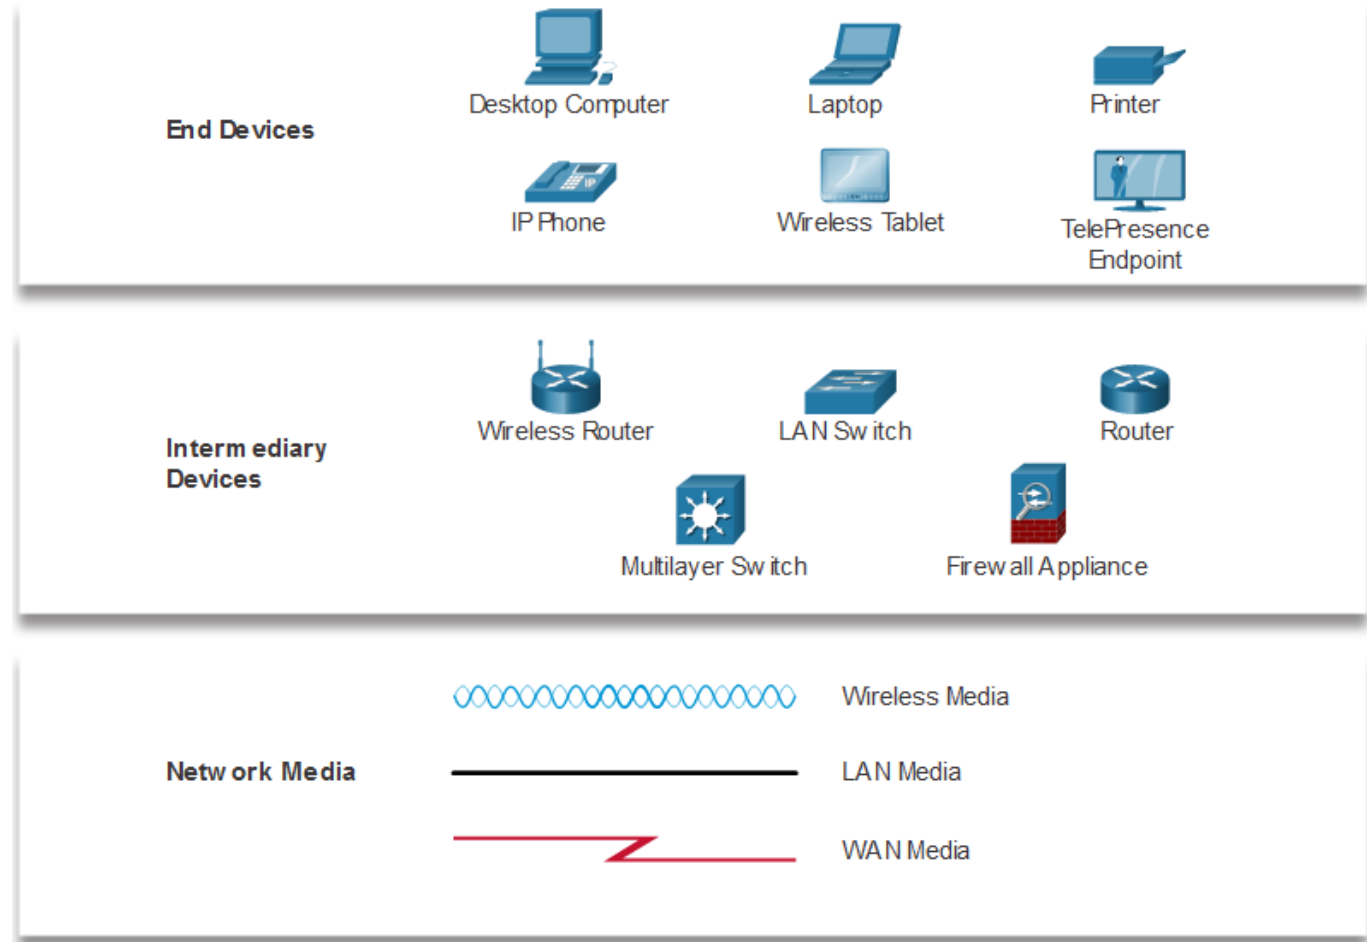 Desktop Computer
Laptop
Printer
End Devices
IP
IP Phone
Wireless Tablet
TelePresence
Endpoint
Wireless Router
LAN Switch
Router
Intermediary
Devices
Multilayer Switch
Firewall Appliance
Wireless Media
Network Media
LAN Media
WAN Media